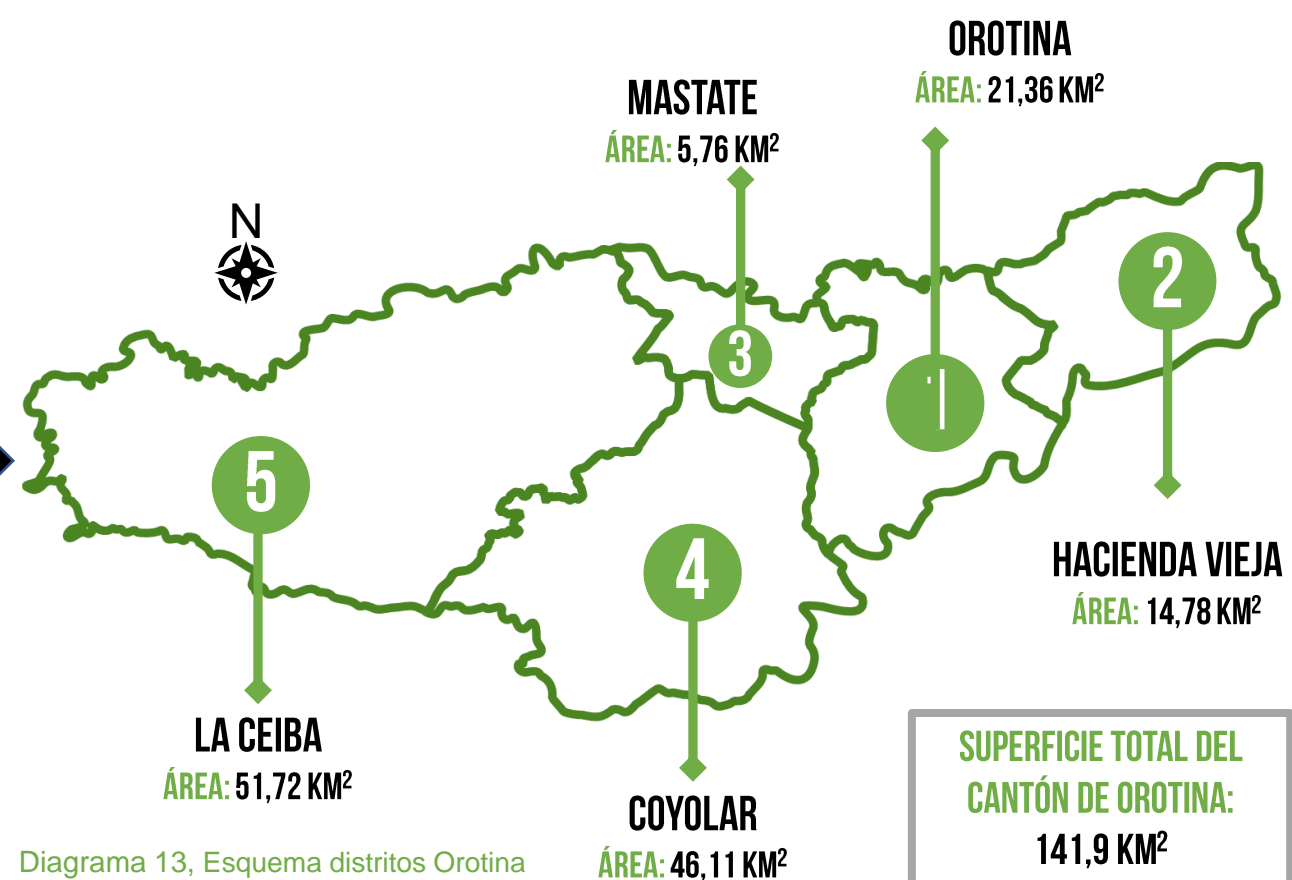 OROTINA
ÁREA: 21,36 KM²
MASTATE
ÁREA: 5,76 KM²
N
2
3
1
5
4
HACIENDA VIEJA
ÁREA: 14,78 KM²
LA CEIBA
ÁREA: 51,72 KM²
COYOLAR
ÁREA: 46,11 KM²
SUPERFICIE TOTAL DEL
CANTÓN DE OROTINA:
141,9 KM²
Diagrama 13, Esquema distritos Orotina